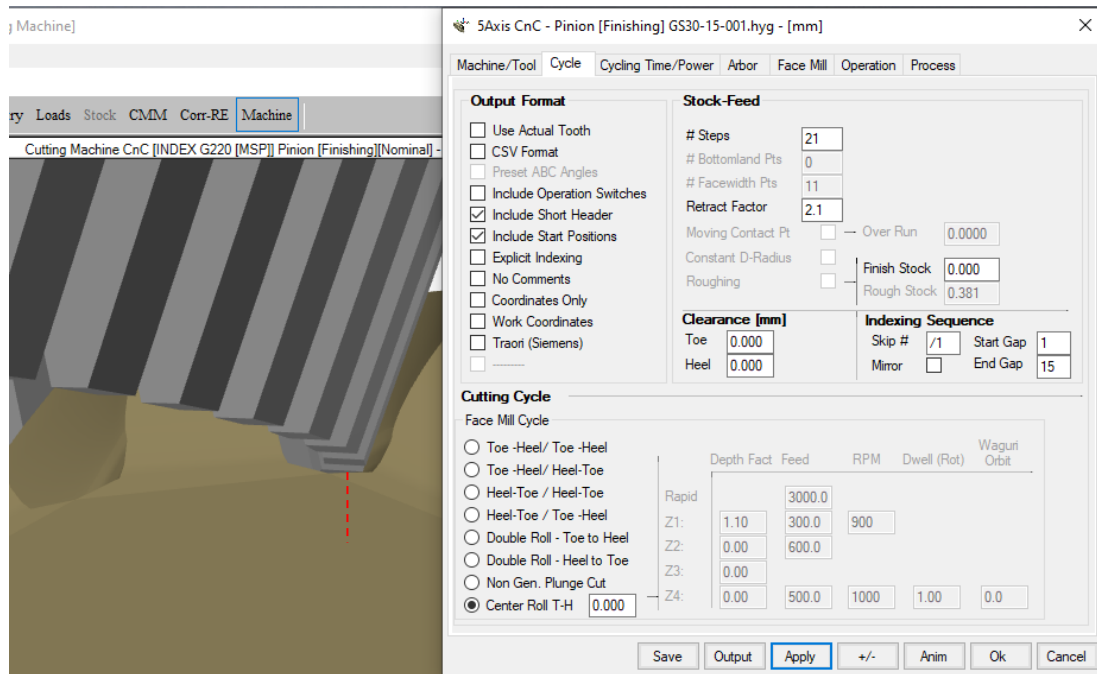 g Machine]
ry Loads Stock CMM Corr-RE Machine
Cutting Machine CnC [INDEX G220 [MSP]] Pinion [Finishing][Nominal] -
5Axis CnC - Pinion [Finishing] GS30-15-001.hyg - [mm]
Machine/Tool Cycle Cycling Time/Power Arbor Face Mill Operation Process
Output Format
Use Actual Tooth
CSV Format
Preset ABC Angles
Include Operation Switches
Include Short Header
Include Start Positions
Explicit Indexing
No Comments
Coordinates Only
Work Coordinates
Traori (Siemens)
----------
Stock-Feed
# Steps 21
# Bottomland Pts 0
# Facewidth Pts 11
Retract Factor 2.1
Moving Contact Pt Over Run 0.0000
Constant D-Radius
Finish Stock 0.000
Roughing
Rough Stock 0.381
Clearance [mm]
Toe 0.000
Heel 0.000
Indexing Sequence
Skip # /1 Start Gap 1
Mirror End Gap 15
Cutting Cycle
Face Mill Cycle
Toe -Heel/ Toe -Heel
Toe -Heel/ Heel-Toe
Heel-Toe / Heel-Toe
Heel-Toe / Toe -Heel
Double Roll - Toe to Heel
Double Roll - Heel to Toe
Non Gen. Plunge Cut
Center Roll T-H 0.000
Depth Fact Feed RPM Dwell (Rot) Waguri Orbit
Rapid 3000.0
Z1: 1.10 300.0 900
Z2: 0.00 600.0
Z3: 0.00
Z4: 0.00 500.0 1000 1.00 0.0
Save Output Apply +/- Anim Ok Cancel